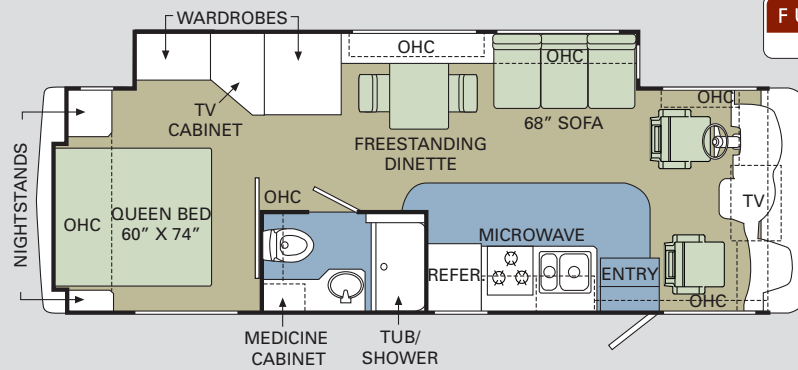 WARDROBES
F U
OHC
OHC
OHC
TV
CABINET
68" SOFA
FREESTANDING
DINETTE
NIGHTSTANDS
OHC
QUEEN BED
60" X 74"
OHC
TV
MICROWAVE
REFER.
ENTRY
OHC
MEDICINE
CABINET
TUB/
SHOWER